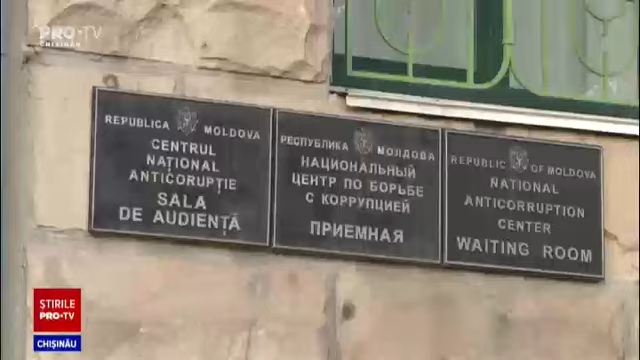 PRO•TV
CHIȘINĂU
REPUBLICA MOLDOVA
CENTRUL
NAȚIONAL
ANTICORUPȚIE
SALA
DE AUDIENȚĂ
РЕСПУБЛИКА МОЛДОВА
НАЦИОНАЛЬНЫЙ
ЦЕНТР ПО БОРЬБЕ
С КОРРУПЦИЕЙ
ПРИЕМНАЯ
REPUBLIC OF MOLDOVA
NATIONAL
ANTICORRUPTION
CENTER
WAITING ROOM
ȘTIRILE
PRO•TV
CHIȘINĂU